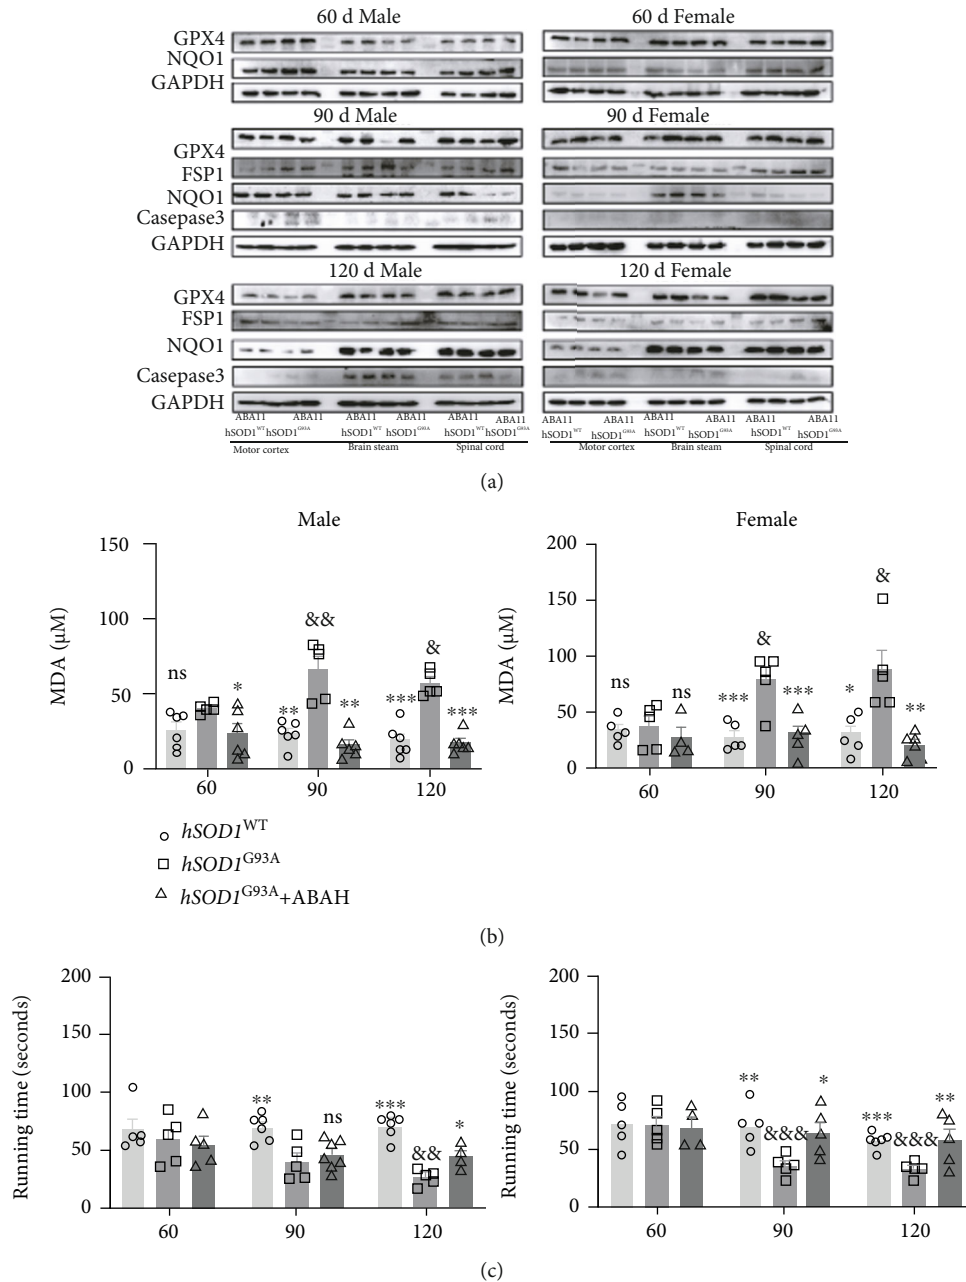 60 d Male
60 d Female
GPX4
NQO1
GAPDH
90 d Male
90 d Female
GPX4
FSP1
NQO1
Casepase3
GAPDH
120 d Male
120 d Female
GPX4
FSP1
NQO1
Casepase3
GAPDH
ABA11 ABA11 ABA11 ABA11 ABA11 ABA11 ABA11 ABA11 ABA11 ABA11 ABA11 ABA11
hSOD1WT hSOD1G93A hSOD1WT hSOD1G93A hSOD1WT hSOD1G93A hSOD1WT hSOD1G93A hSOD1WT hSOD1G93A hSOD1WT hSOD1G93A
Motor cortex Brain steam Spinal cord Motor cortex Brain steam Spinal cord
(a)
Male
Female
150
100
50
0
MDA (μM)
ns * ** && ** *** & ***
60 90 120
200
150
100
50
0
MDA (μM)
ns ns *** & *** * & **
60 90 120
hSOD1WT
hSOD1G93A
hSOD1G93A+ABAH
(b)
200
150
100
50
0
Running time (seconds)
** ns *** && *
60 90 120
200
150
100
50
0
Running time (seconds)
** &&& * *** &&& **
60 90 120
(c)